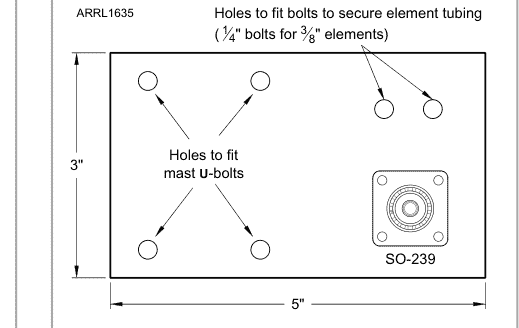 ARRL1635
Holes to fit bolts to secure element tubing
( 1/4" bolts for 3/8" elements)
3"
Holes to fit
mast U-bolts
SO-239
5"